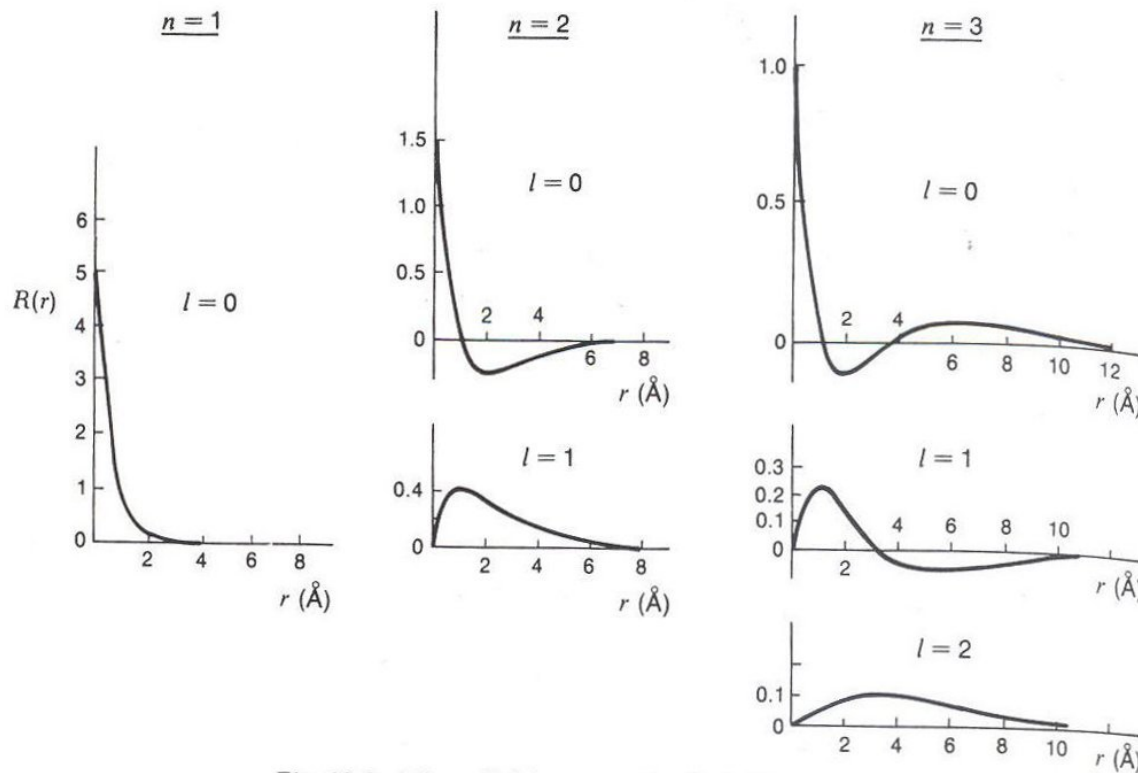 n = 1
n = 2
n = 3
R(r)
6
5
4
3
2
1
0
l = 0
2 4 6 8
r (Å)
1.5
1.0
0.5
0
l = 0
2 4
6 8
r (Å)
0.4
0
l = 1
2 4 6 8
r (Å)
1.0
0.5
0
l = 0
2 4
6 8 10 12
r (Å)
0.3
0.2
0.1
0
l = 1
4 6 8 10
2
r (Å)
0.1
0
l = 2
2 4 6 8 10
r (Å)